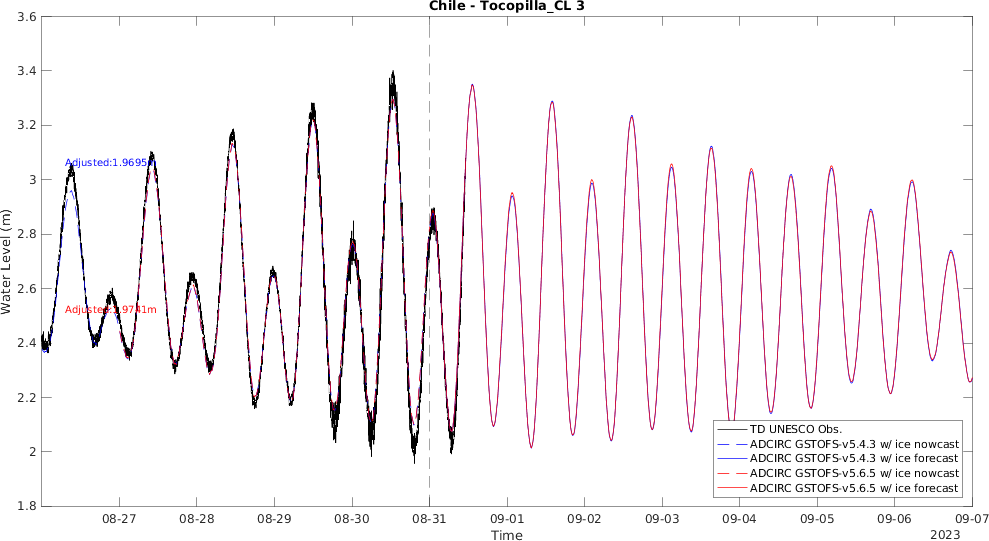 Chile - Tocopilla_CL 3
3.6
3.4
3.2
3
2.8
2.6
2.4
2.2
2
1.8
Water Level (m)
Adjusted:1.9695m
Adjusted:1.9741m
TD UNESCO Obs.
ADCIRC GSTOFS-v5.4.3 w/ ice nowcast
ADCIRC GSTOFS-v5.4.3 w/ ice forecast
ADCIRC GSTOFS-v5.6.5 w/ ice nowcast
ADCIRC GSTOFS-v5.6.5 w/ ice forecast
08-27 08-28 08-29 08-30 08-31 09-01 09-02 09-03 09-04 09-05 09-06 09-07
Time
2023